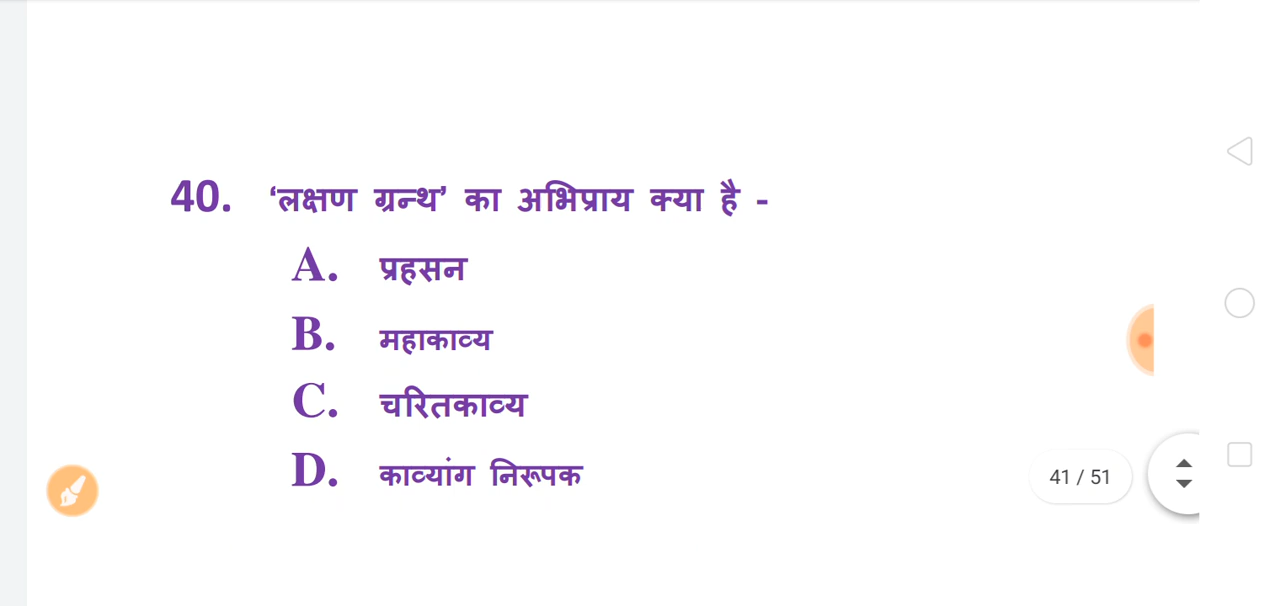 40. ‘लक्षण ग्रन्थ’ का अभिप्राय क्या है -
A. प्रहसन
B. महाकाव्य
C. चरितकाव्य
D. काव्यांग निरूपक
41 / 51